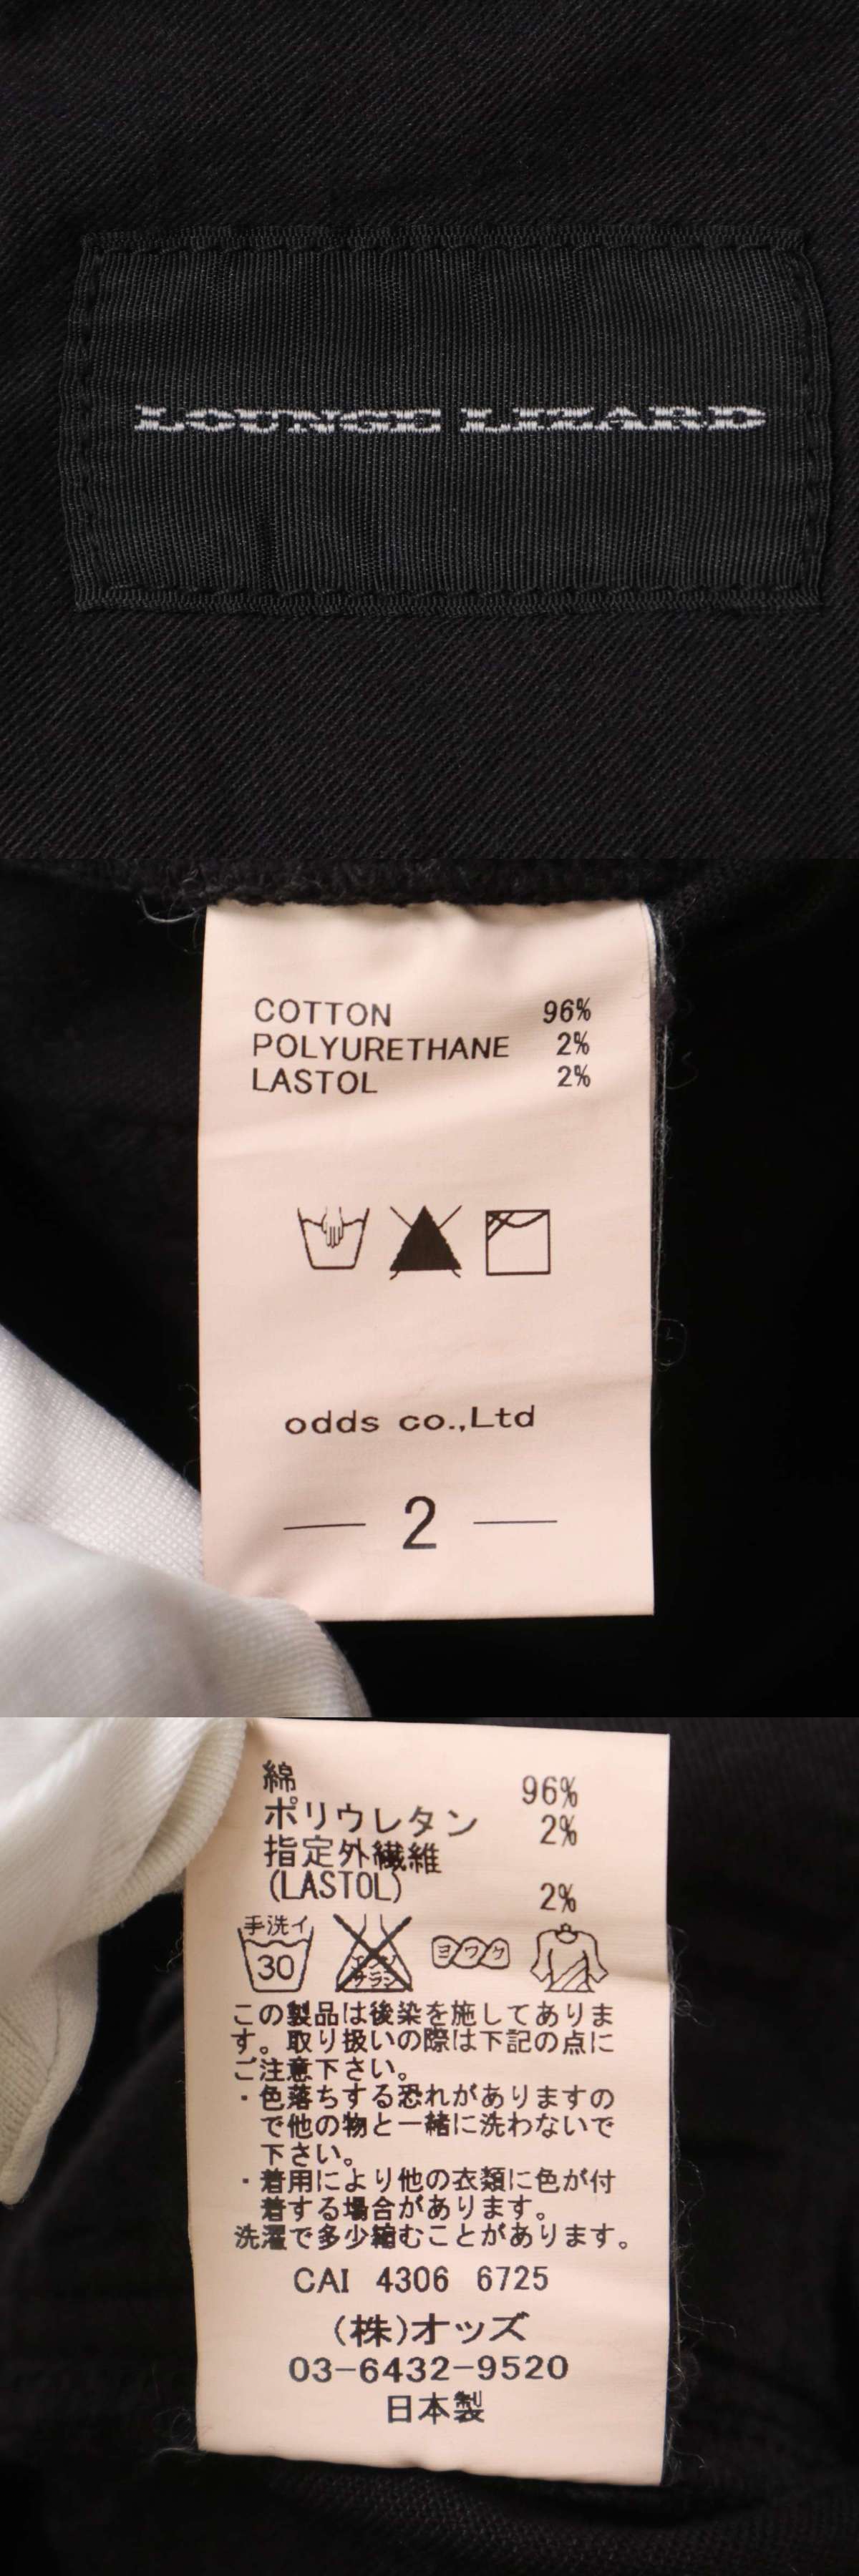 LOUNGE LIZARD
COTTON 96%
POLYURETHANE 2%
LASTOL 2%
odds co.,Ltd
— 2 —
綿 96%
ポリウレタン 2%
指定外繊維
(LASTOL) 2%
手洗イ
30
エンソ
サラシ
ヨワク
この製品は後染を施してありま
す。取り扱いの際は下記の点に
ご注意下さい。
・色落ちする恐れがありますの
で他の物と一緒に洗わないで
下さい。
・着用により他の衣類に色が付
着する場合があります。
洗濯で多少縮むことがあります。
CAI 4306 6725
(株)オッズ
03-6432-9520
日本製